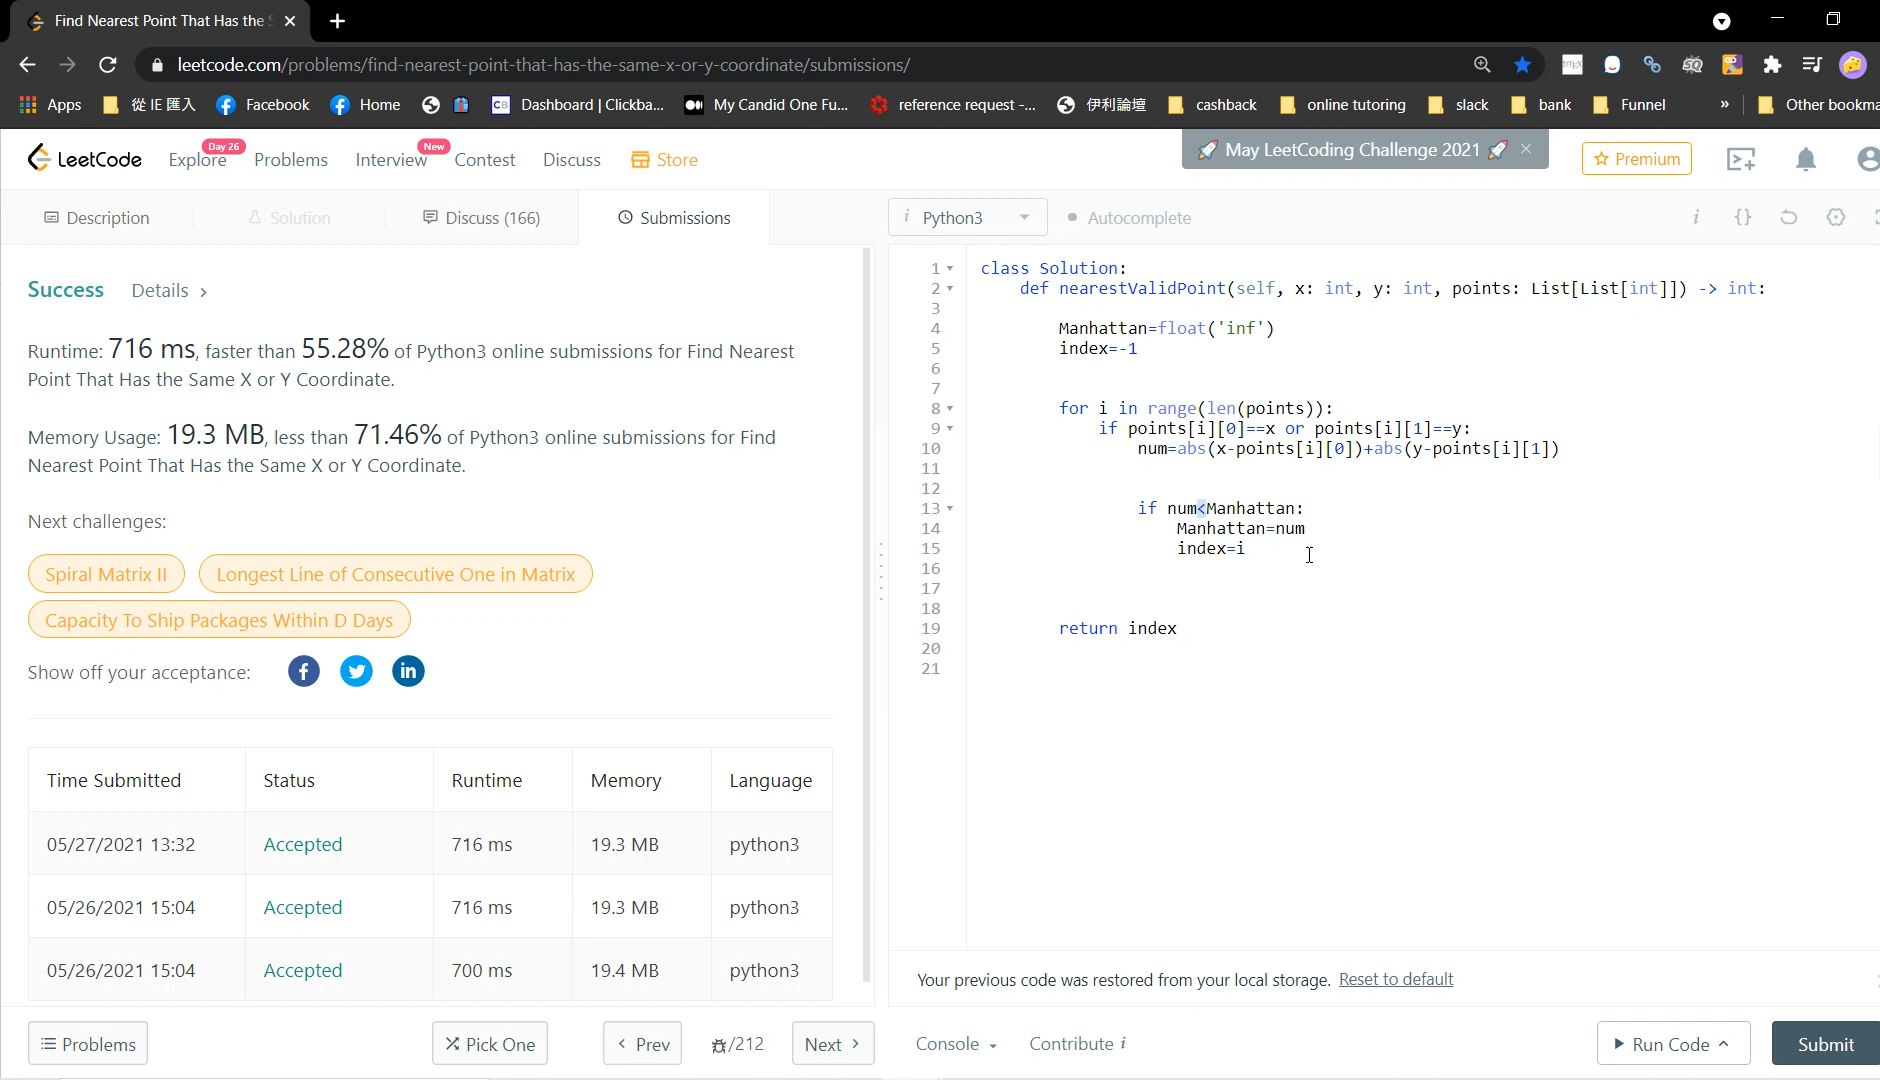 Find Nearest Point That Has the S
leetcode.com/problems/find-nearest-point-that-has-the-same-x-or-y-coordinate/submissions/
Apps 從 IE 匯入 Facebook Home CB Dashboard | Clickba... My Candid One Fu... reference request -... 伊利論壇 cashback online tutoring slack bank Funnel » Other bookma
LeetCode Explore Day 26 Problems Interview New Contest Discuss Store May LeetCoding Challenge 2021 Premium
Description Solution Discuss (166) Submissions
i Python3 Autocomplete i {}
Success Details >
Runtime: 716 ms, faster than 55.28% of Python3 online submissions for Find Nearest
Point That Has the Same X or Y Coordinate.
Memory Usage: 19.3 MB, less than 71.46% of Python3 online submissions for Find
Nearest Point That Has the Same X or Y Coordinate.
Next challenges:
Spiral Matrix II Longest Line of Consecutive One in Matrix
Capacity To Ship Packages Within D Days
Show off your acceptance:
Time Submitted Status Runtime Memory Language
05/27/2021 13:32 Accepted 716 ms 19.3 MB python3
05/26/2021 15:04 Accepted 716 ms 19.3 MB python3
05/26/2021 15:04 Accepted 700 ms 19.4 MB python3
1 class Solution:
2 def nearestValidPoint(self, x: int, y: int, points: List[List[int]]) -> int:
3
4 Manhattan=float('inf')
5 index=-1
6
7
8 for i in range(len(points)):
9 if points[i][0]==x or points[i][1]==y:
10 num=abs(x-points[i][0])+abs(y-points[i][1])
11
12
13 if num<Manhattan:
14 Manhattan=num
15 index=i
16
17
18
19 return index
20
21
Your previous code was restored from your local storage. Reset to default
Problems Pick One < Prev /212 Next > Console Contribute i Run Code Submit